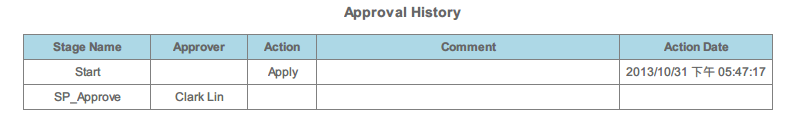 Approval History
Stage Name Approver Action Comment Action Date
Start Apply 2013/10/31 下午 05:47:17
SP_Approve Clark Lin